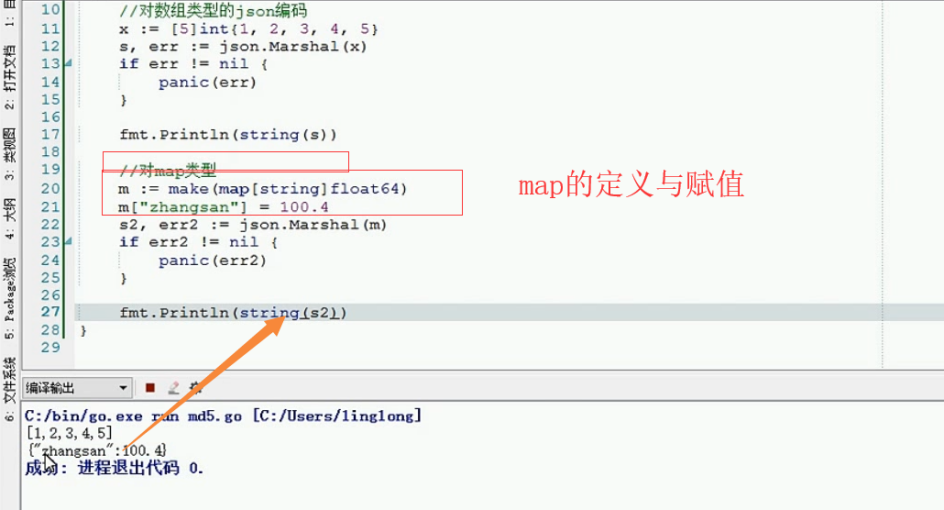 10 //对数组类型的json编码
11 x := [5]int{1, 2, 3, 4, 5}
12 s, err := json.Marshal(x)
13 if err != nil {
14 panic(err)
15 }
16
17 fmt.Println(string(s))
18
19 //对map类型
20 m := make(map[string]float64)
21 m["zhangsan"] = 100.4
22 s2, err2 := json.Marshal(m)
23 if err2 != nil {
24 panic(err2)
25 }
26
27 fmt.Println(string(s2))
28 }
29
map的定义与赋值
1:
2: 打开文档
3: 类视图
4: 大纲
5: Package浏览
6: 文件系统
编译输出
C:/bin/go.exe run md5.go [C:/Users/linglong]
[1,2,3,4,5]
{"zhangsan":100.4}
成功: 进程退出代码 0.